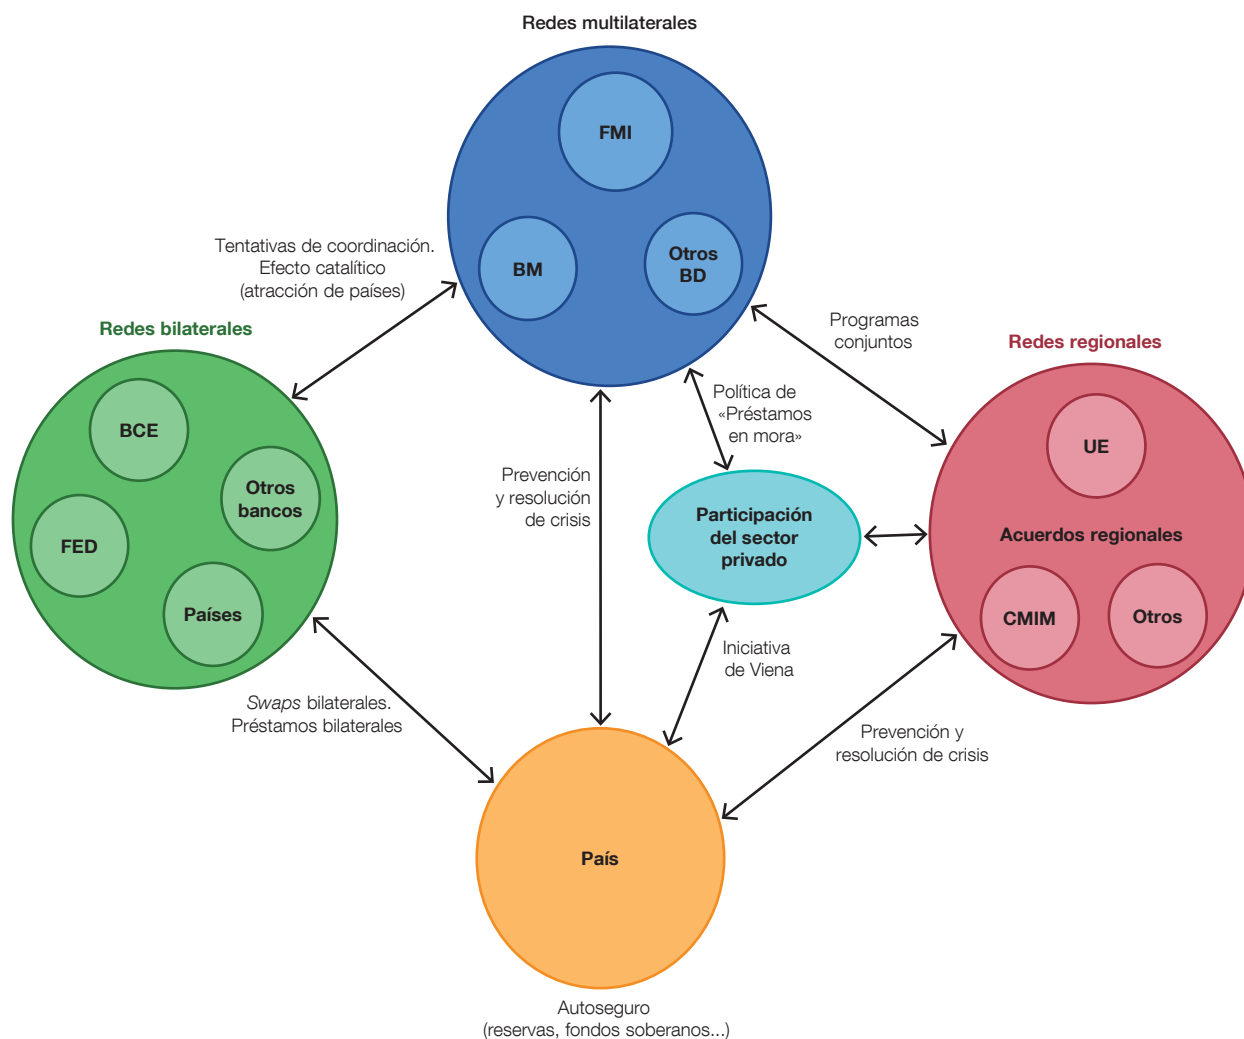 Redes multilaterales
FMI
BM
Otros
BD
Tentativas de coordinación.
Efecto catalítico
(atracción de países)
Redes bilaterales
BCE
Otros
bancos
FED
Países
Programas
conjuntos
Redes regionales
UE
Acuerdos regionales
CMIM
Otros
Política de
«Préstamos
en mora»
Prevención
y resolución
de crisis
Participación
del sector
privado
Iniciativa
de Viena
Swaps bilaterales.
Préstamos bilaterales
Prevención y
resolución de crisis
País
Autoseguro
(reservas, fondos soberanos...)